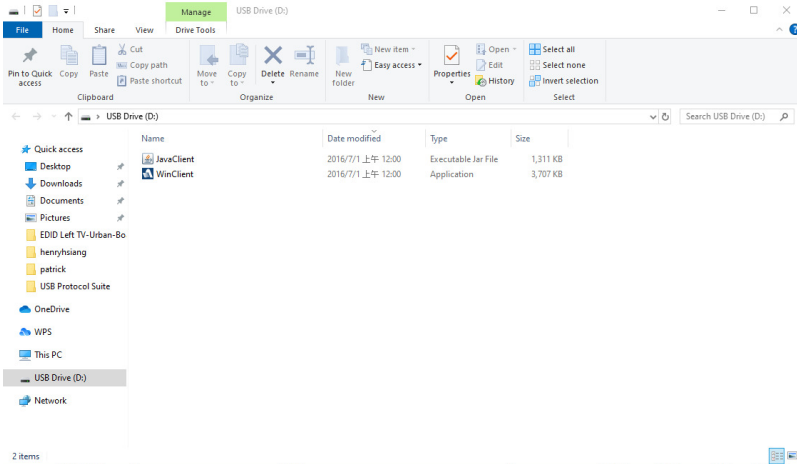 Manage USB Drive (D:)
File Home Share View Drive Tools
Pin to Quick access
Copy
Paste
Cut
Copy path
Paste shortcut
Clipboard
Move to
Copy to
Delete
Rename
Organize
New folder
New item
Easy access
New
Properties
Open
Edit
History
Open
Select all
Select none
Invert selection
Select
USB Drive (D:)
Search USB Drive (D:)
Name Date modified Type Size
JavaClient 2016/7/1 上午 12:00 Executable Jar File 1,311 KB
WinClient 2016/7/1 上午 12:00 Application 3,707 KB
Quick access
Desktop
Downloads
Documents
Pictures
EDID Left TV-Urban-Bo
henryhsiang
patrick
USB Protocol Suite
OneDrive
WPS
This PC
USB Drive (D:)
Network
2 items